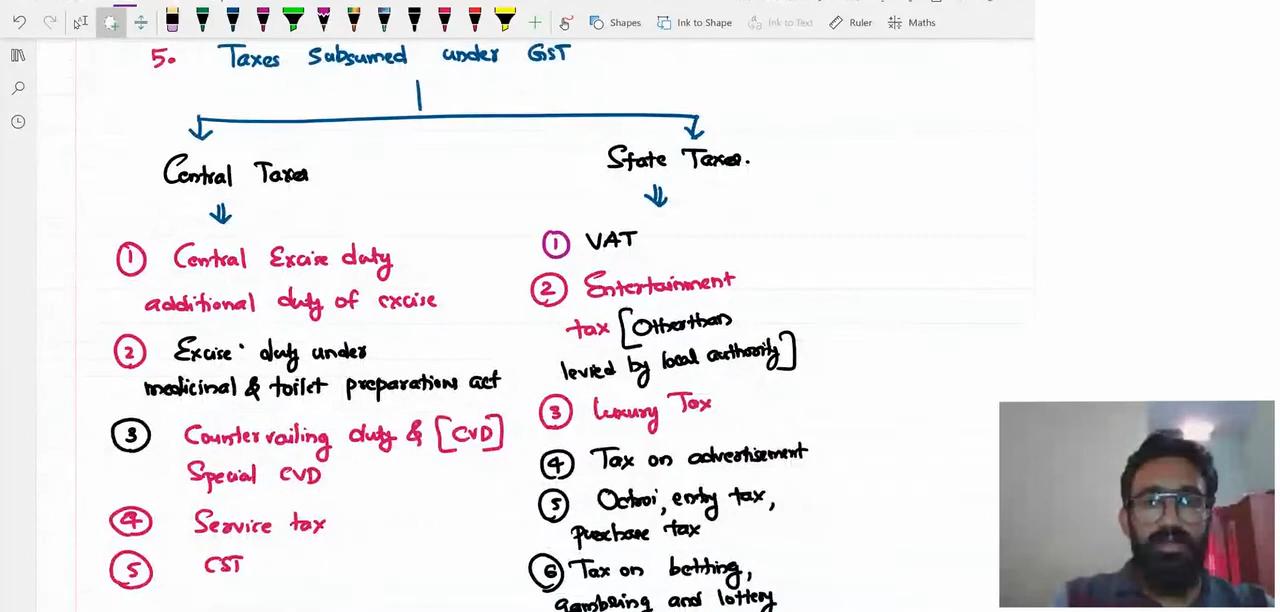 Shapes
Ink to Shape
Ink to Text
Ruler
Maths
5. Taxes Subsumed under GST
Central Taxes
State Taxes.
1 Central Excise duty
additional duty of excise
2 Excise duty under
medicinal & toilet preparations act
3 Countervailing duty & [CVD]
Special CVD
4 Service tax
5 CST
1 VAT
2 Entertainment
tax [Other than
levied by local authority]
3 Luxury Tax
4 Tax on advertisement
5 Octroi, entry tax,
purchase tax
6 Tax on betting,
gambling and lottery